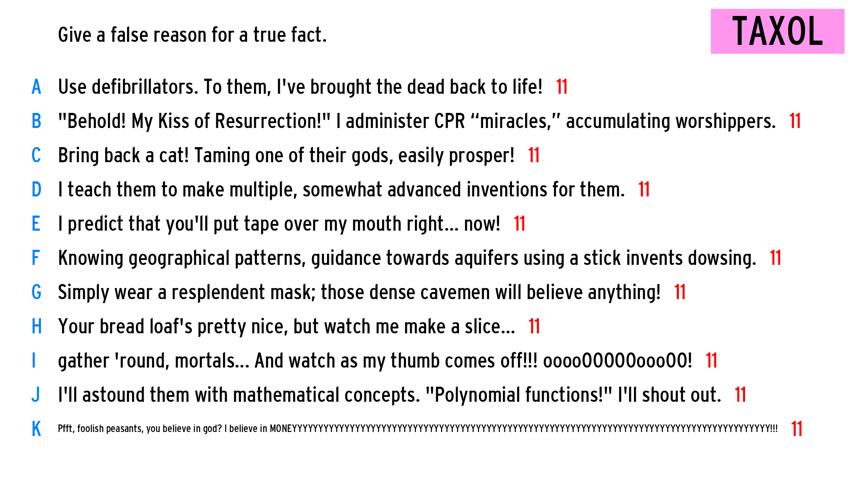 Give a false reason for a true fact.
TAXOL
A Use defibrillators. To them, I've brought the dead back to life! 11
B "Behold! My Kiss of Resurrection!" I administer CPR “miracles,” accumulating worshippers. 11
C Bring back a cat! Taming one of their gods, easily prosper! 11
D I teach them to make multiple, somewhat advanced inventions for them. 11
E I predict that you'll put tape over my mouth right... now! 11
F Knowing geographical patterns, guidance towards aquifers using a stick invents dowsing. 11
G Simply wear a resplendent mask; those dense cavemen will believe anything! 11
H Your bread loaf's pretty nice, but watch me make a slice... 11
I gather 'round, mortals... And watch as my thumb comes off!!! oooo00000ooo00! 11
J I'll astound them with mathematical concepts. "Polynomial functions!" I'll shout out. 11
K Pfft, foolish peasants, you believe in god? I believe in MONEYYYYYYYYYYYYYYYYYYYYYYYYYYYYYYYYYYYYYYYYYYYYYYYYYYYYYYYYYYYYYYYYYYYYYYYYYYYYYYYYYYYYYYYYYYYYY!!! 11